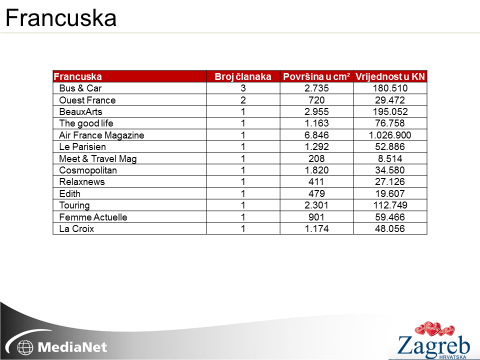 Francuska
Francuska Broj članaka Površina u cm² Vrijednost u KN
Bus & Car 3 2.735 180.510
Ouest France 2 720 29.472
BeauxArts 1 2.955 195.052
The good life 1 1.163 76.758
Air France Magazine 1 6.846 1.026.900
Le Parisien 1 1.292 52.886
Meet & Travel Mag 1 208 8.514
Cosmopolitan 1 1.820 34.580
Relaxnews 1 411 27.126
Edith 1 479 19.607
Touring 1 2.301 112.749
Femme Actuelle 1 901 59.466
La Croix 1 1.174 48.056
MediaNet
Zagreb
HRVATSKA